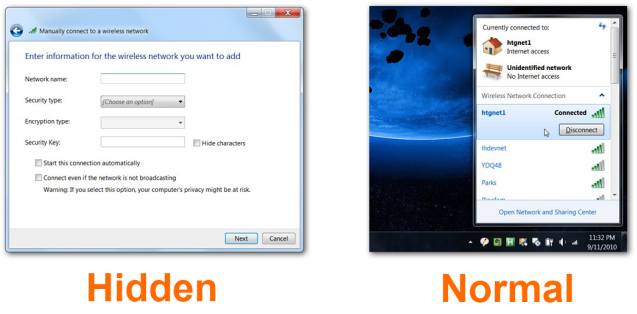 Manually connect to a wireless network
Enter information for the wireless network you want to add
Network name:
Security type: [Choose an option]
Encryption type:
Security Key: Hide characters
Start this connection automatically
Connect even if the network is not broadcasting
Warning: If you select this option, your computer's privacy might be at risk.
Next Cancel
Hidden
Currently connected to:
htgnet1
Internet access
Unidentified network
No Internet access
Wireless Network Connection
htgnet1 Connected
Disconnect
lhdevnet
YDQ48
Parks
Open Network and Sharing Center
11:32 PM
9/11/2010
Normal